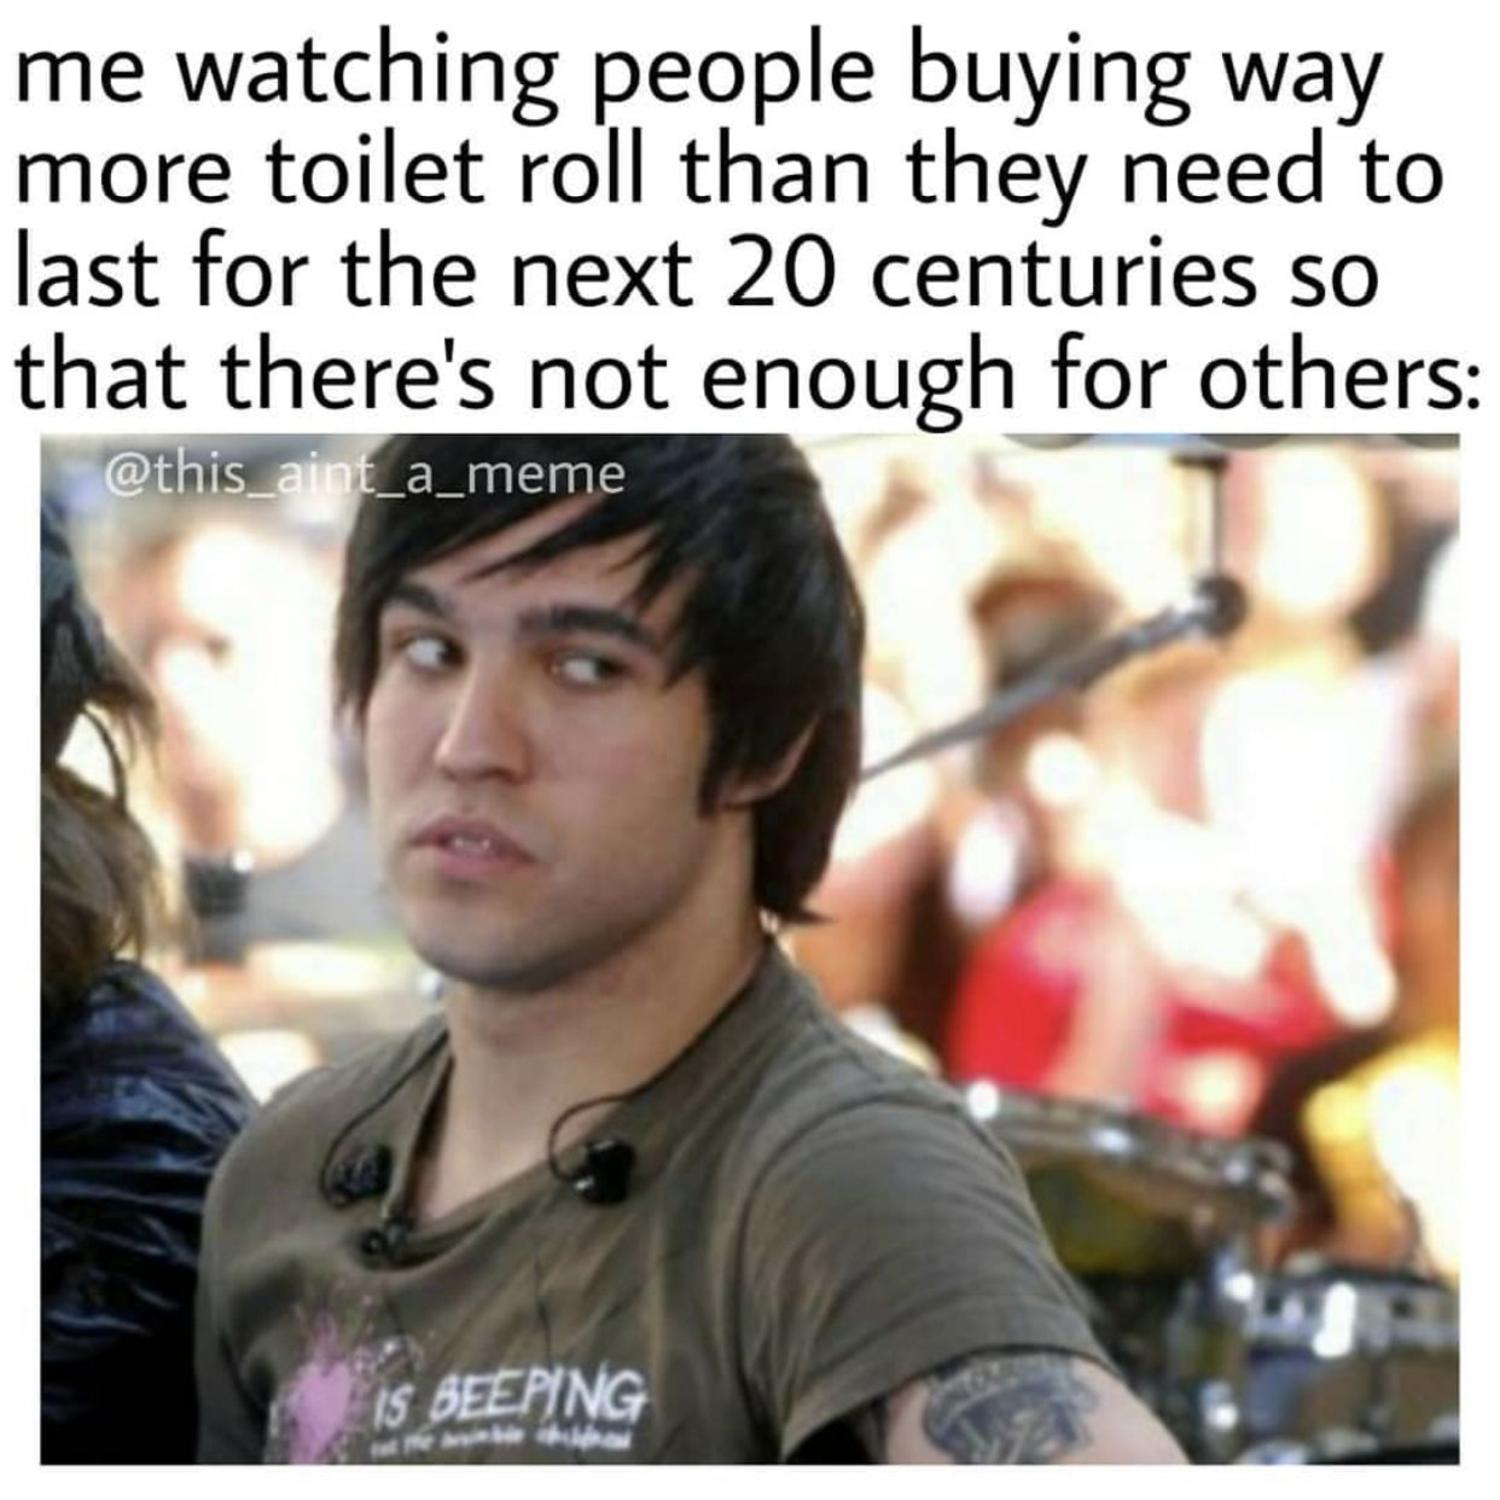 me watching people buying way
more toilet roll than they need to
last for the next 20 centuries so
that there's not enough for others:
@this_aint_a_meme
IS BEEPING